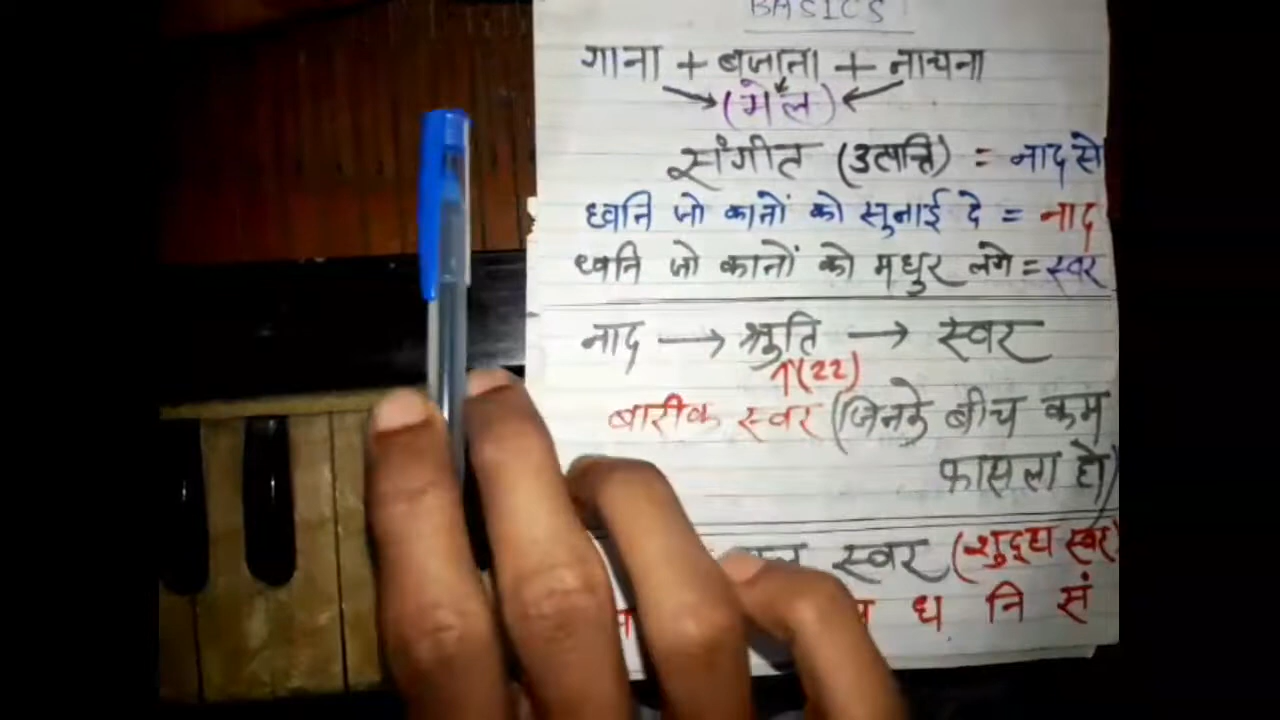 BASICS
गाना + बजाना + नाचना
(मेल)
संगीत (उत्पत्ति) = नाद से
ध्वनि जो कानों को सुनाई दे = नाद
ध्वनि जो कानों को मधुर लगे = स्वर
नाद → श्रुति → स्वर
↑(22)
बारीक स्वर (जिनके बीच कम
फासला हो)
स्वर (शुद्ध स्वर)
ध नि सं